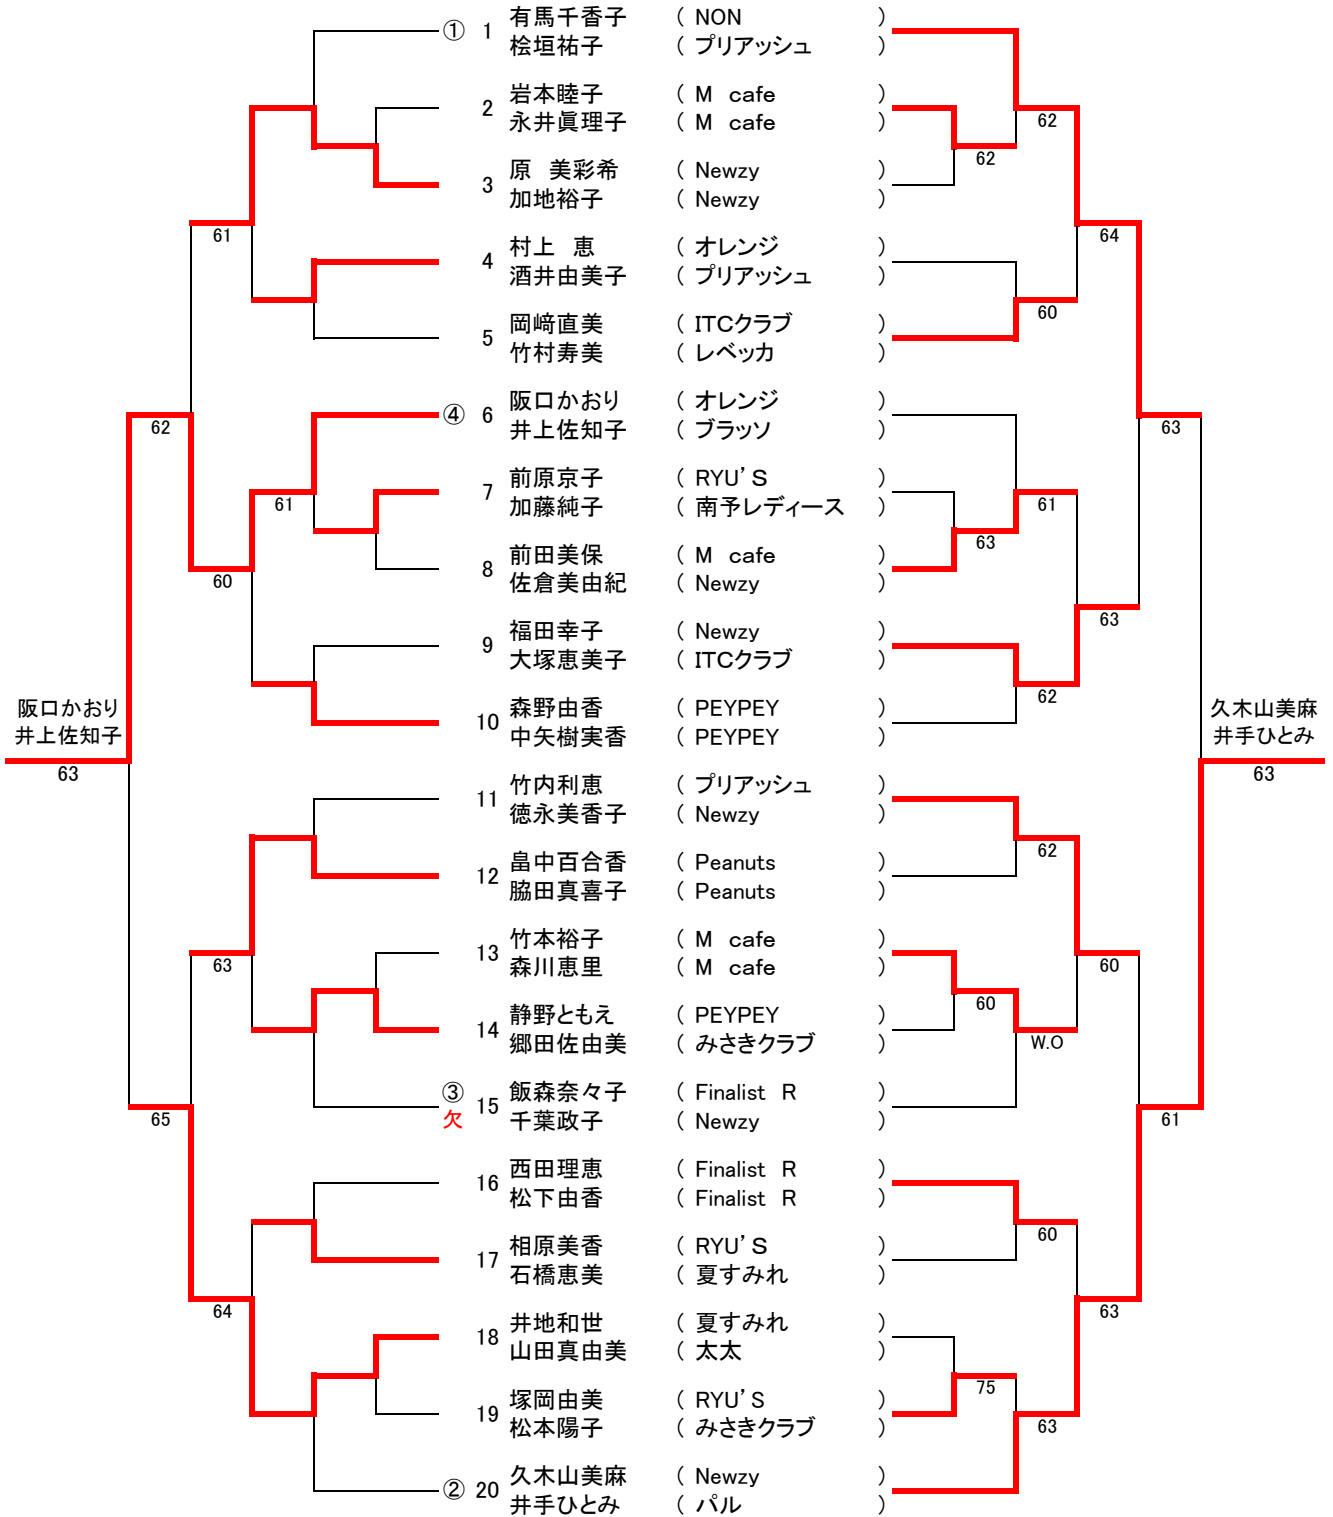 ① 1 有馬千香子 ( NON )
桧垣祐子 ( プリアッシュ )
2 岩本睦子 ( M cafe )
永井眞理子 ( M cafe )
62
62
3 原 美彩希 ( Newzy )
加地裕子 ( Newzy )
61
64
4 村上 恵 ( オレンジ )
酒井由美子 ( プリアッシュ )
60
5 岡﨑直美 ( ITCクラブ )
竹村寿美 ( レベッカ )
④ 6 阪口かおり ( オレンジ )
井上佐知子 ( ブラッソ )
62
63
7 前原京子 ( RYU'S )
加藤純子 ( 南予レディース )
61
61
63
8 前田美保 ( M cafe )
佐倉美由紀 ( Newzy )
60
63
9 福田幸子 ( Newzy )
大塚恵美子 ( ITCクラブ )
62
10 森野由香 ( PEYPEY )
中矢樹実香 ( PEYPEY )
阪口かおり
井上佐知子
63
久木山美麻
井手ひとみ
63
11 竹内利恵 ( プリアッシュ )
徳永美香子 ( Newzy )
62
12 畠中百合香 ( Peanuts )
脇田真喜子 ( Peanuts )
13 竹本裕子 ( M cafe )
森川恵里 ( M cafe )
63
60
60
14 静野ともえ ( PEYPEY )
郷田佐由美 ( みさきクラブ )
W.O
③ 欠 15 飯森奈々子 ( Finalist R )
千葉政子 ( Newzy )
65
61
16 西田理恵 ( Finalist R )
松下由香 ( Finalist R )
60
17 相原美香 ( RYU'S )
石橋恵美 ( 夏すみれ )
64
63
18 井地和世 ( 夏すみれ )
山田真由美 ( 太太 )
75
19 塚岡由美 ( RYU'S )
松本陽子 ( みさきクラブ )
63
② 20 久木山美麻 ( Newzy )
井手ひとみ ( パル )